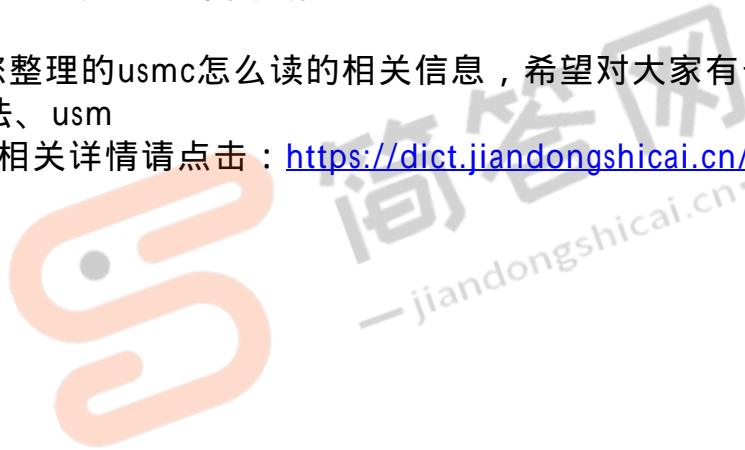 整理的usmc怎么读的相关信息，希望对大家有
、usm
相关详情请点击：https://dict.jiandongshicai.cn/
简答网
jiandongshicai.cn